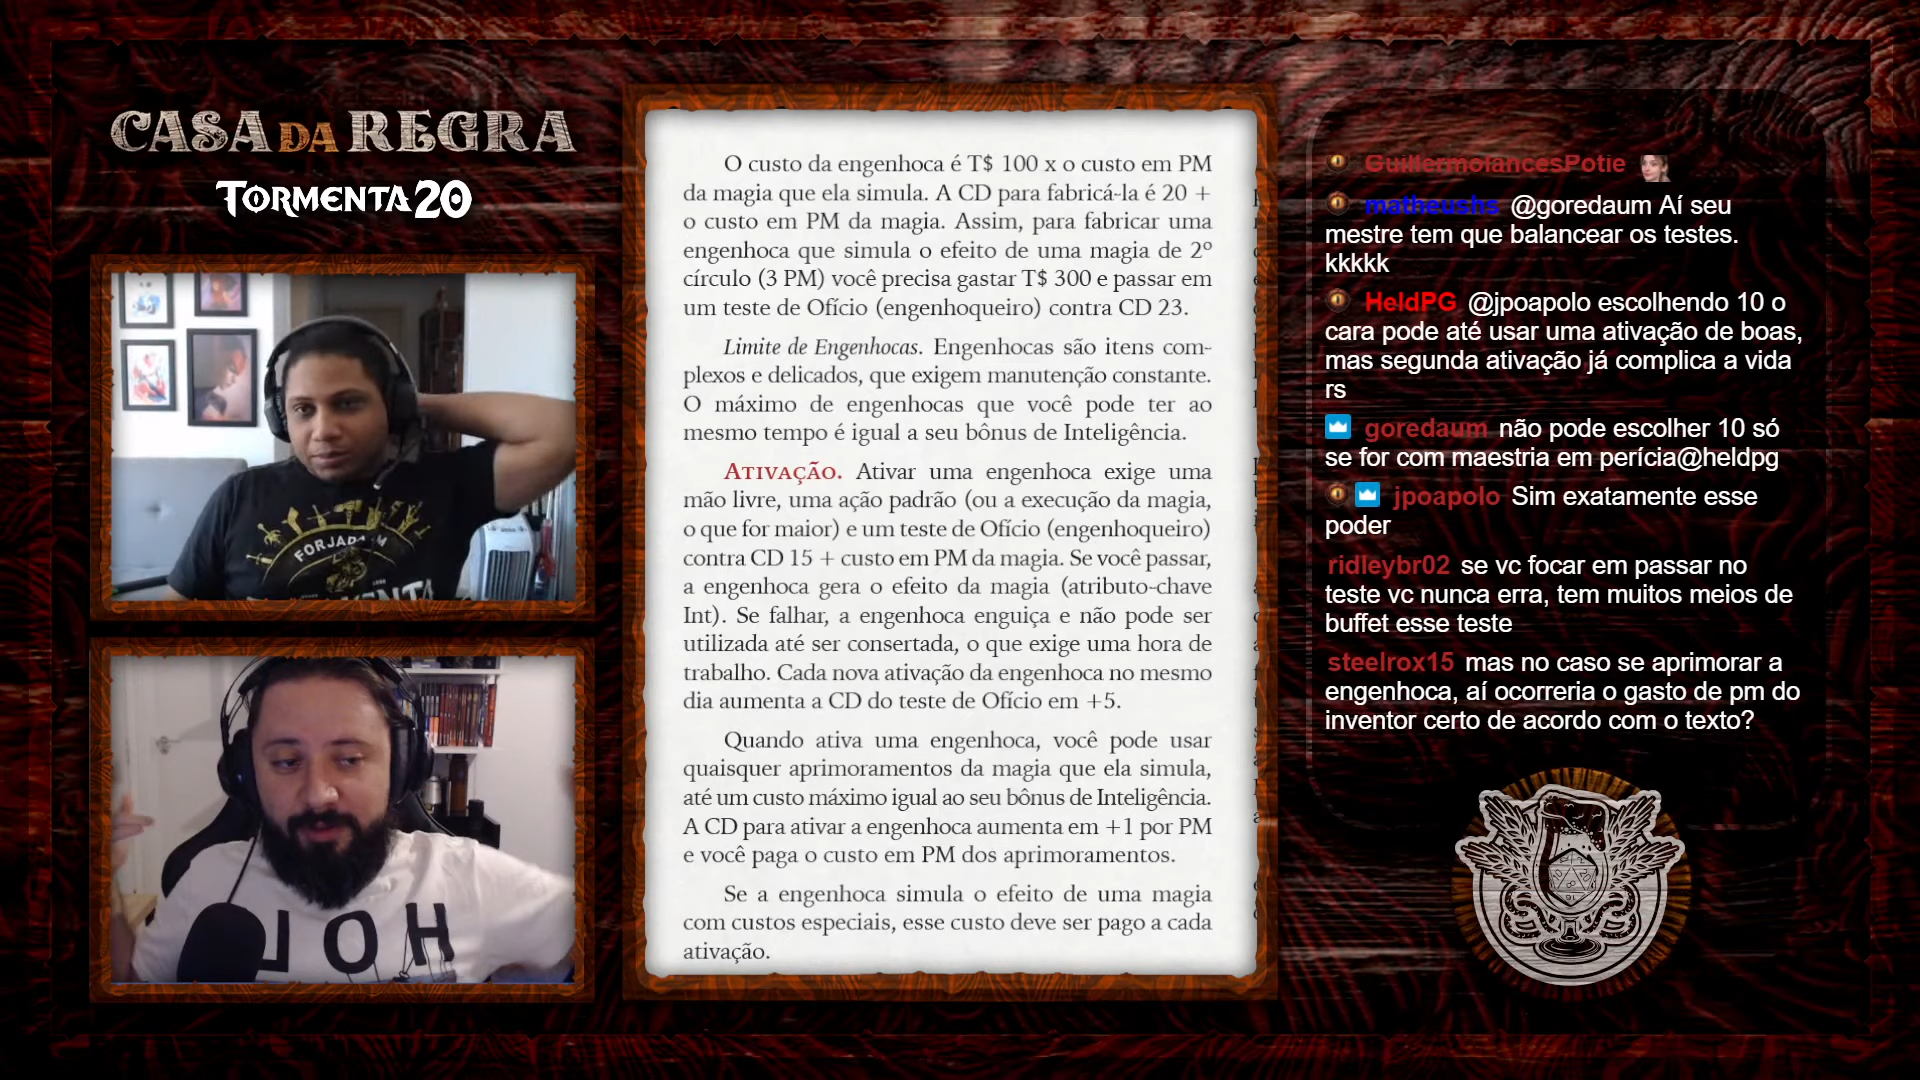 CASA DA REGRA
TORMENTA20
FORJADA EM
LOH
O custo da engenhoca é T$ 100 x o custo em PM
da magia que ela simula. A CD para fabricá-la é 20 +
o custo em PM da magia. Assim, para fabricar uma
engenhoca que simula o efeito de uma magia de 2º
círculo (3 PM) você precisa gastar T$ 300 e passar em
um teste de Ofício (engenhoqueiro) contra CD 23.
Limite de Engenhocas. Engenhocas são itens com-
plexos e delicados, que exigem manutenção constante.
O máximo de engenhocas que você pode ter ao
mesmo tempo é igual a seu bônus de Inteligência.
ATIVAÇÃO. Ativar uma engenhoca exige uma
mão livre, uma ação padrão (ou a execução da magia,
o que for maior) e um teste de Ofício (engenhoqueiro)
contra CD 15 + custo em PM da magia. Se você passar,
a engenhoca gera o efeito da magia (atributo-chave
Int). Se falhar, a engenhoca enguiça e não pode ser
utilizada até ser consertada, o que exige uma hora de
trabalho. Cada nova ativação da engenhoca no mesmo
dia aumenta a CD do teste de Ofício em +5.
Quando ativa uma engenhoca, você pode usar
quaisquer aprimoramentos da magia que ela simula,
até um custo máximo igual ao seu bônus de Inteligência.
A CD para ativar a engenhoca aumenta em +1 por PM
e você paga o custo em PM dos aprimoramentos.
Se a engenhoca simula o efeito de uma magia
com custos especiais, esse custo deve ser pago a cada
ativação.
GuillermolancesPotie
matheushs @goredaum Aí seu
mestre tem que balancear os testes.
kkkkk
HeldPG @jpoapolo escolhendo 10 o
cara pode até usar uma ativação de boas,
mas segunda ativação já complica a vida
rs
goredaum não pode escolher 10 só
se for com maestria em perícia@heldpg
jpoapolo Sim exatamente esse
poder
ridleybr02 se vc focar em passar no
teste vc nunca erra, tem muitos meios de
buffet esse teste
steelrox15 mas no caso se aprimorar a
engenhoca, aí ocorreria o gasto de pm do
inventor certo de acordo com o texto?